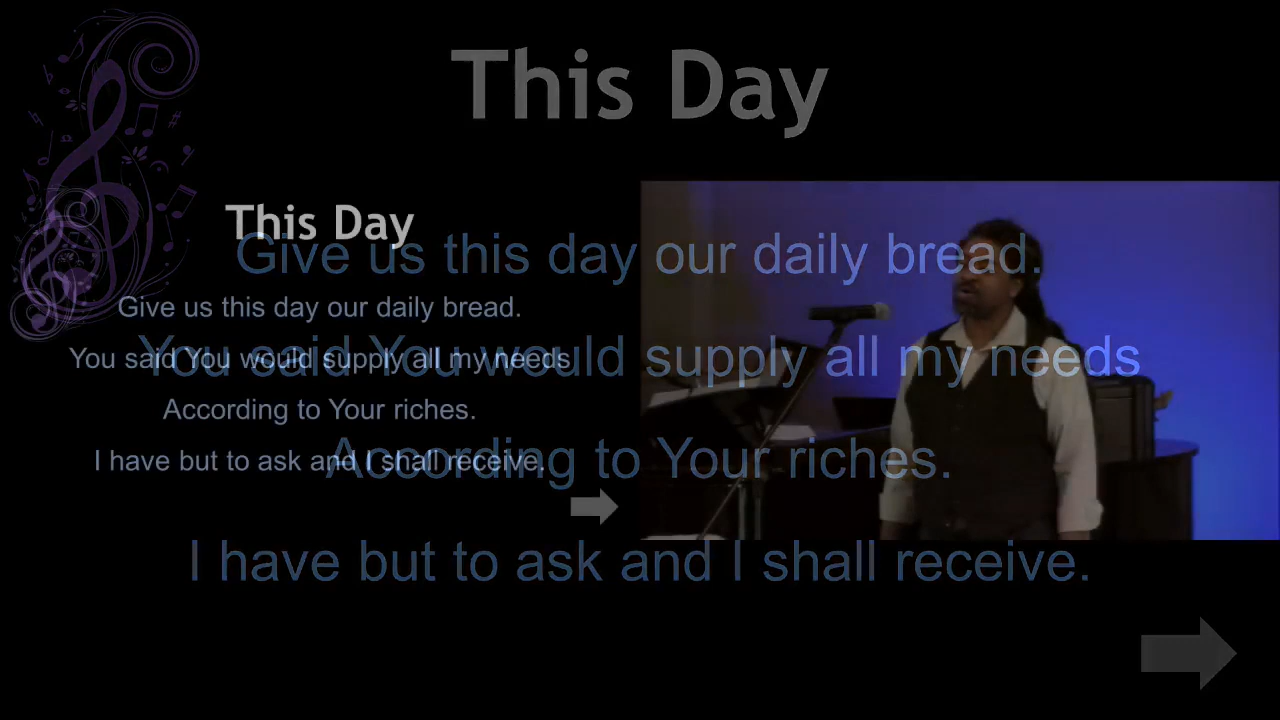 This Day
Give us this day our daily bread.
You said You would supply all my needs
According to Your riches.
I have but to ask and I shall receive.
This Day
Give us this day our daily bread.
You said You would supply all my needs
According to Your riches.
I have but to ask and I shall receive.